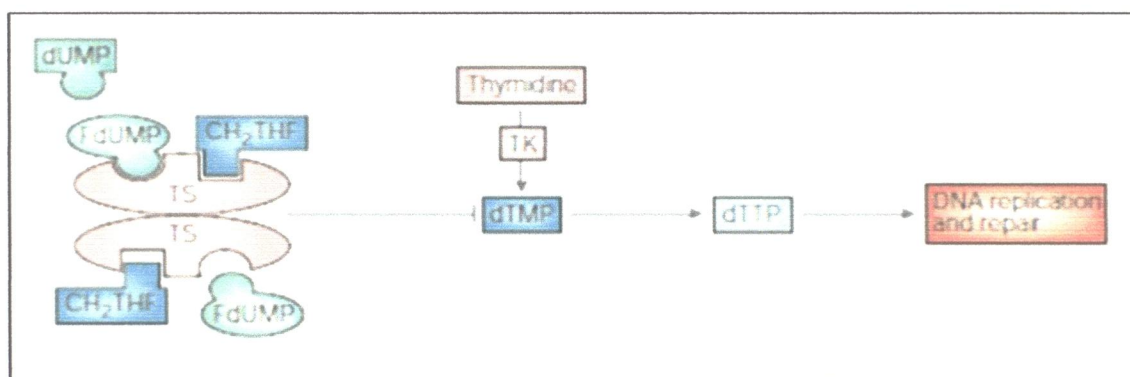 dUMP
FdUMP
CH₂THF
TS
TS
CH₂THF
FdUMP
Thymidine
TK
dTMP
dTTP
DNA replication
and repair